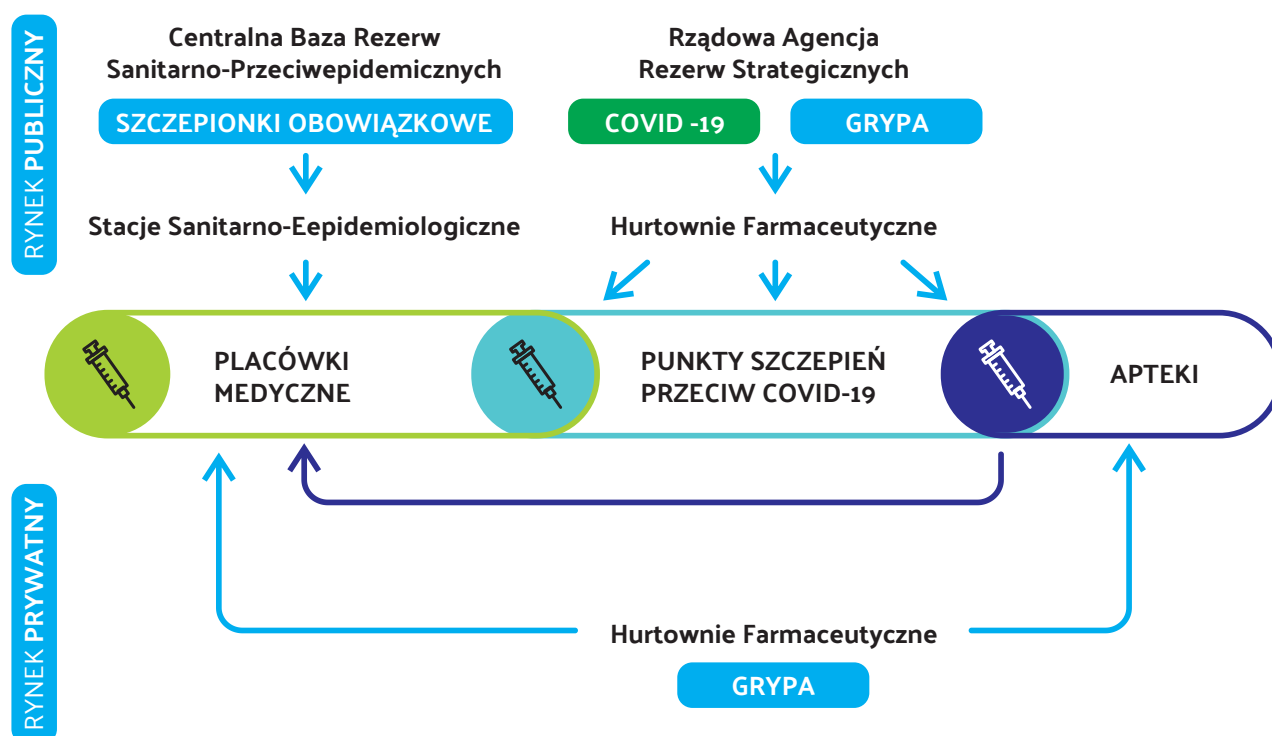 RYNEK PUBLICZNY
Centralna Baza Rezerw
Sanitarno-Przeciwepidemicznych
SZCZEPIONKI OBOWIĄZKOWE
Rządowa Agencja
Rezerw Strategicznych
COVID -19
GRYPA
Stacje Sanitarno-Eepidemiologiczne
Hurtownie Farmaceutyczne
PLACÓWKI
MEDYCZNE
PUNKTY SZCZEPIEŃ
PRZECIW COVID-19
APTEKI
RYNEK PRYWATNY
Hurtownie Farmaceutyczne
GRYPA